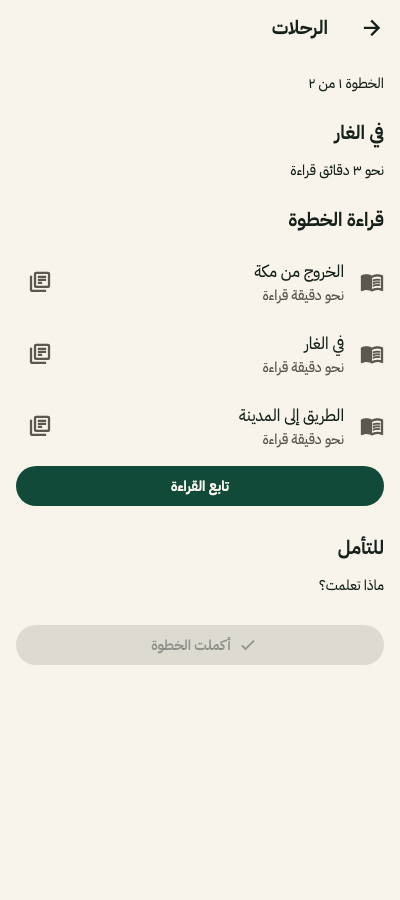 الرحلات
الخطوة ١ من ٢
في الغار
نحو ٣ دقائق قراءة
قراءة الخطوة
الخروج من مكة
نحو دقيقة قراءة
في الغار
نحو دقيقة قراءة
الطريق إلى المدينة
نحو دقيقة قراءة
تابع القراءة
للتأمل
ماذا تعلمت؟
أكملت الخطوة